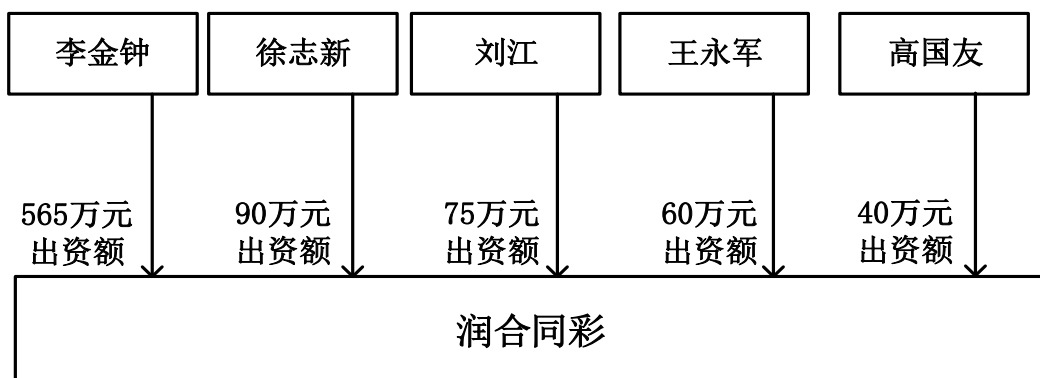 李金钟
徐志新
刘江
王永军
高国友
565万元
出资额
90万元
出资额
75万元
出资额
60万元
出资额
40万元
出资额
润合同彩